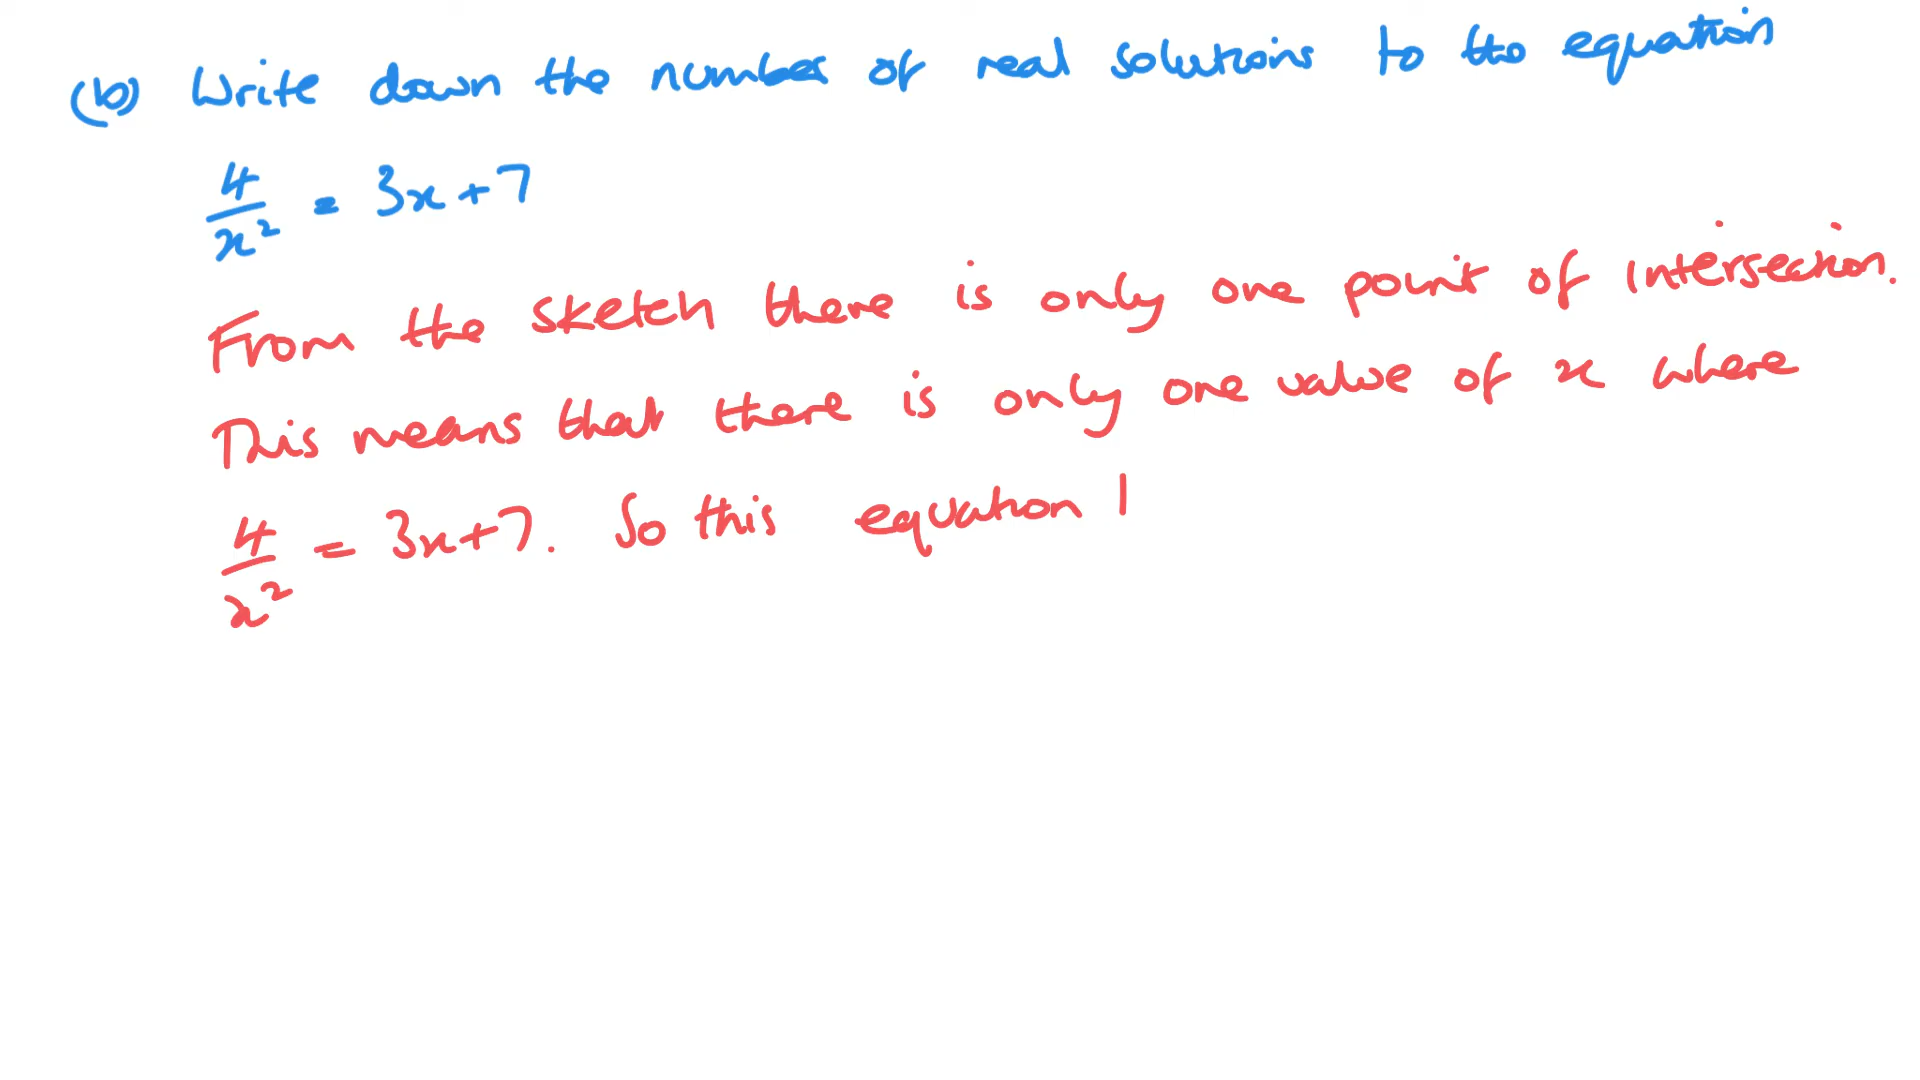 (b) Write down the number of real solutions to the equation
4/x² = 3x+7
From the sketch there is only one point of intersection.
This means that there is only one value of x where
4/x² = 3x+7. So this equation